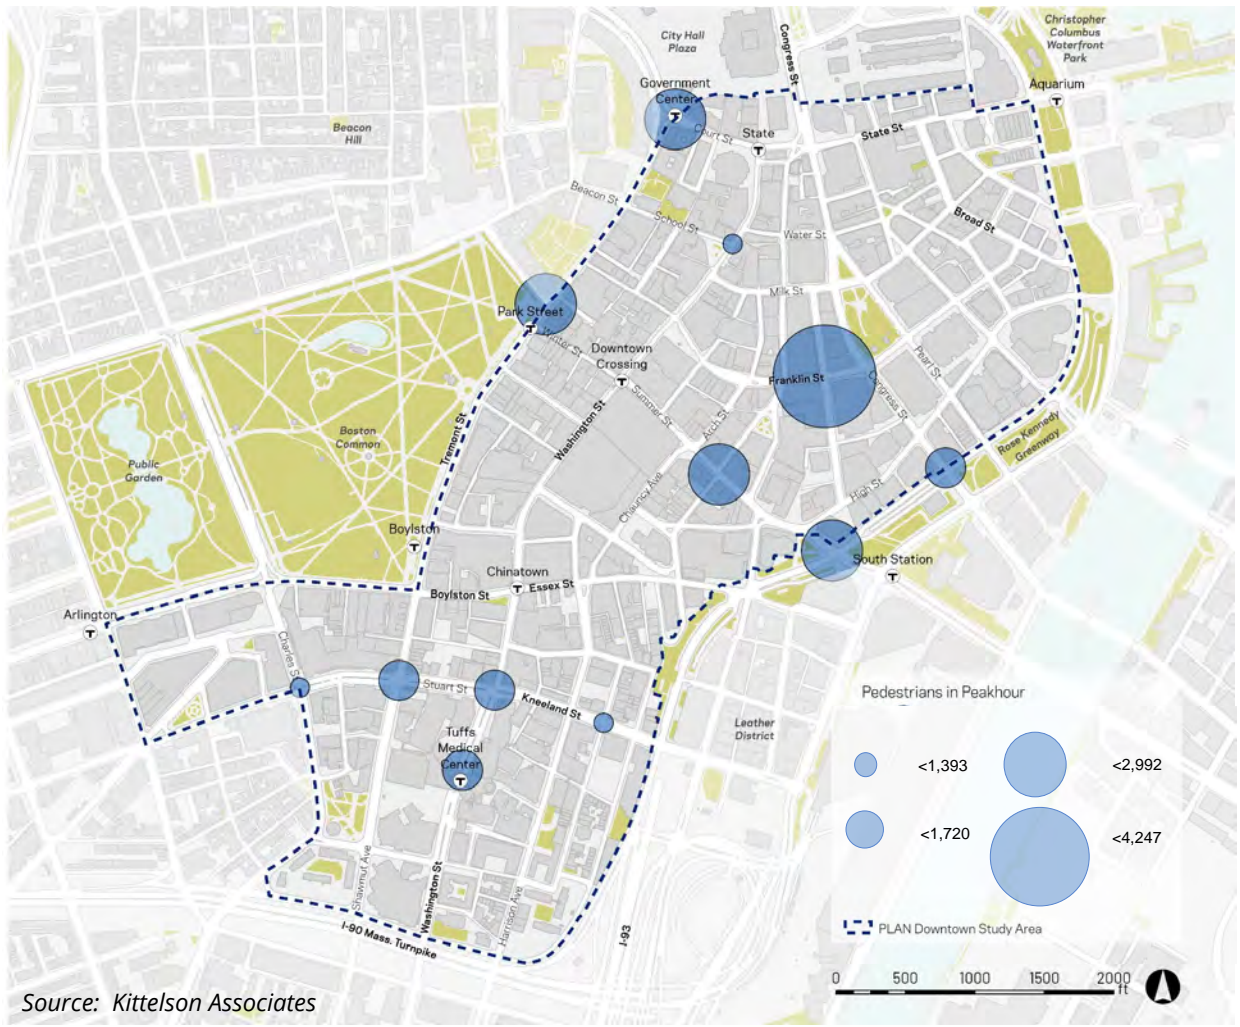 Christopher
Columbus
Waterfront
Park
City Hall
Plaza
Congress St
Government
Center
Aquarium
Court St
State
State St
Beacon
Hill
Beacon St
School St
Water St
Broad St
Milk St
Park Street
Winter St
Downtown
Crossing
Franklin St
Pearl St
Congress St
Summer St
Arch St
Washington St
Tremont St
Boston
Common
Public
Garden
Rose Kennedy
Greenway
Chauncy Ave
High St
Boylston
South Station
Chinatown
Essex St
Boylston St
Arlington
Charles S
Stuart St
Kneeland St
Leather
District
Tuffs
Medical
Center
Shawmut Ave
Washington St
Harrison Ave
I-93
I-90 Mass. Turnpike
Pedestrians in Peakhour
<1,393
<2,992
<1,720
<4,247
PLAN Downtown Study Area
0 500 1000 1500 2000
ft
Source: Kittelson Associates